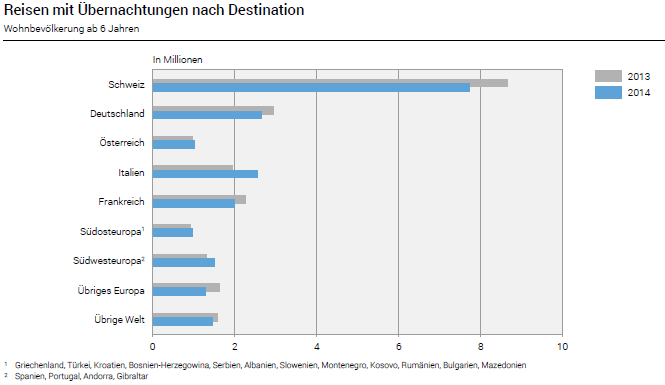 Reisen mit Übernachtungen nach Destination
Wohnbevölkerung ab 6 Jahren
In Millionen
2013
2014
Schweiz
Deutschland
Österreich
Italien
Frankreich
Südosteuropa¹
Südwesteuropa²
Übriges Europa
Übrige Welt
0 2 4 6 8 10
¹ Griechenland, Türkei, Kroatien, Bosnien-Herzegowina, Serbien, Albanien, Slowenien, Montenegro, Kosovo, Rumänien, Bulgarien, Mazedonien
² Spanien, Portugal, Andorra, Gibraltar